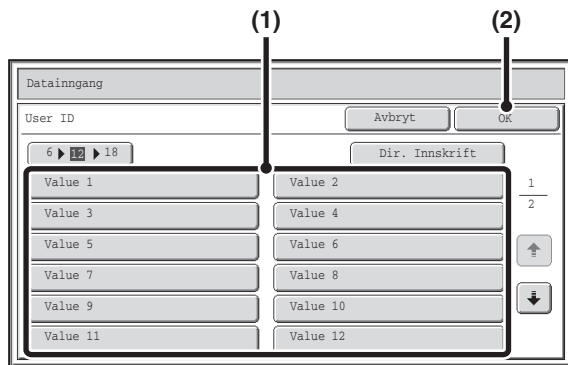 (1) (2)
Datainngang
User ID Avbryt OK
6 12 18 Dir. Innskrift
Value 1 Value 2 1
Value 3 Value 4 2
Value 5 Value 6
Value 7 Value 8
Value 9 Value 10
Value 11 Value 12